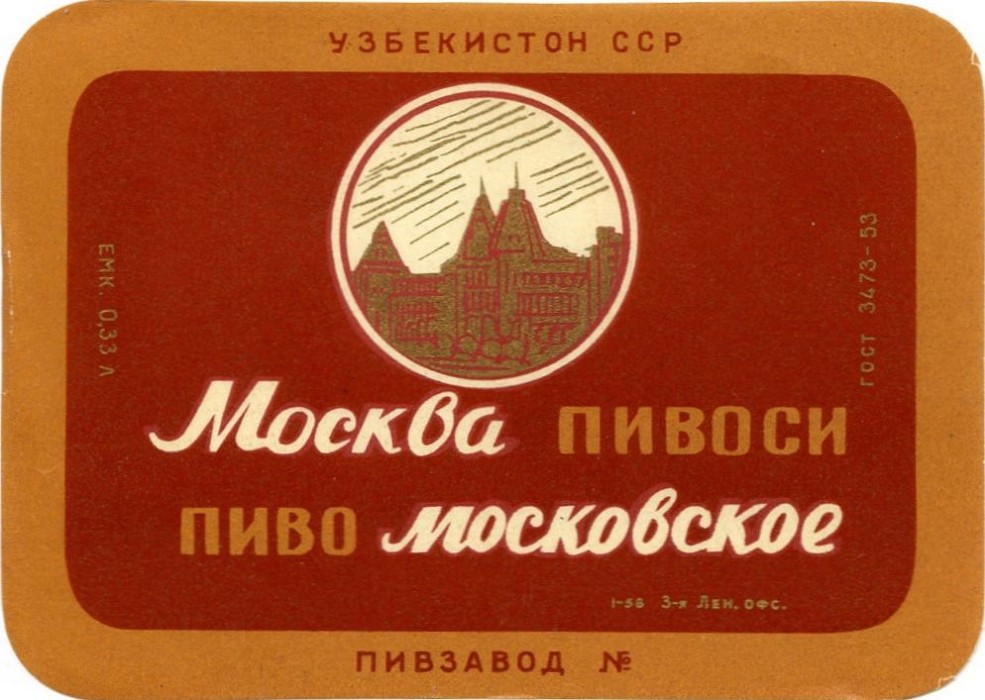 УЗБЕКИСТОН ССР
ЕМК. 0,33 Л
ГОСТ 3473-53
Москва ПИВОСИ
ПИВО московское
1-58 3-я Лен. офс.
ПИВЗАВОД №